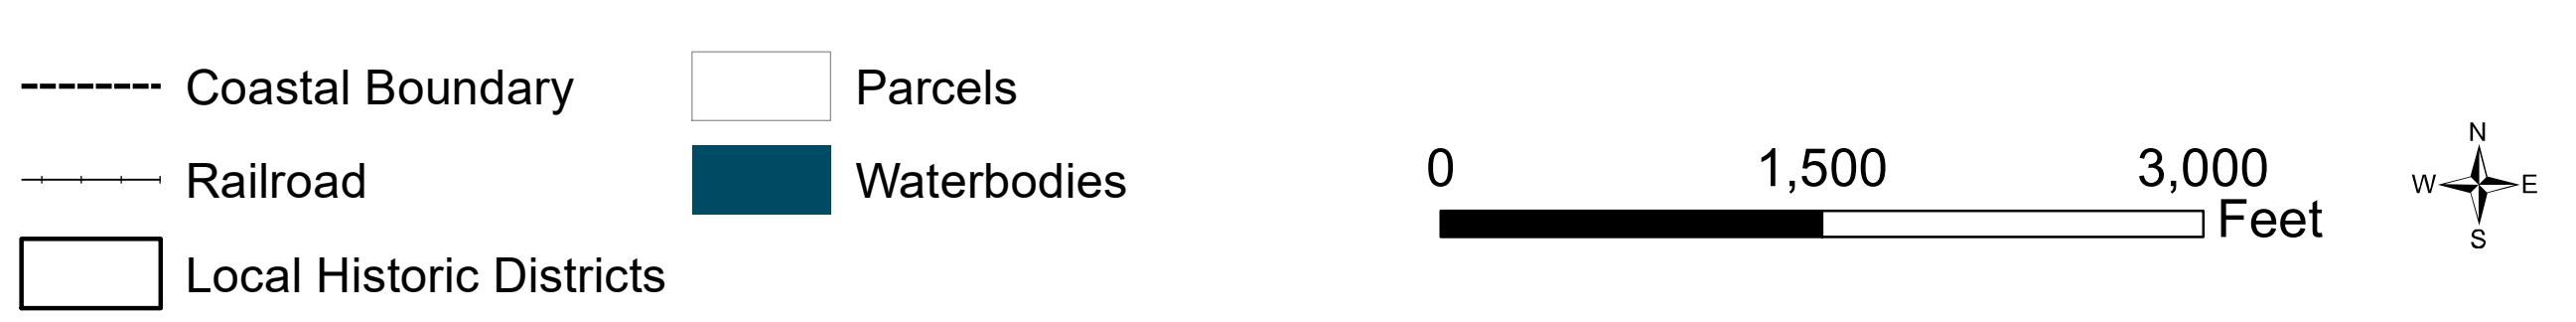 Coastal Boundary
Railroad
Local Historic Districts
Parcels
Waterbodies
0 1,500 3,000
Feet
N
W E
S